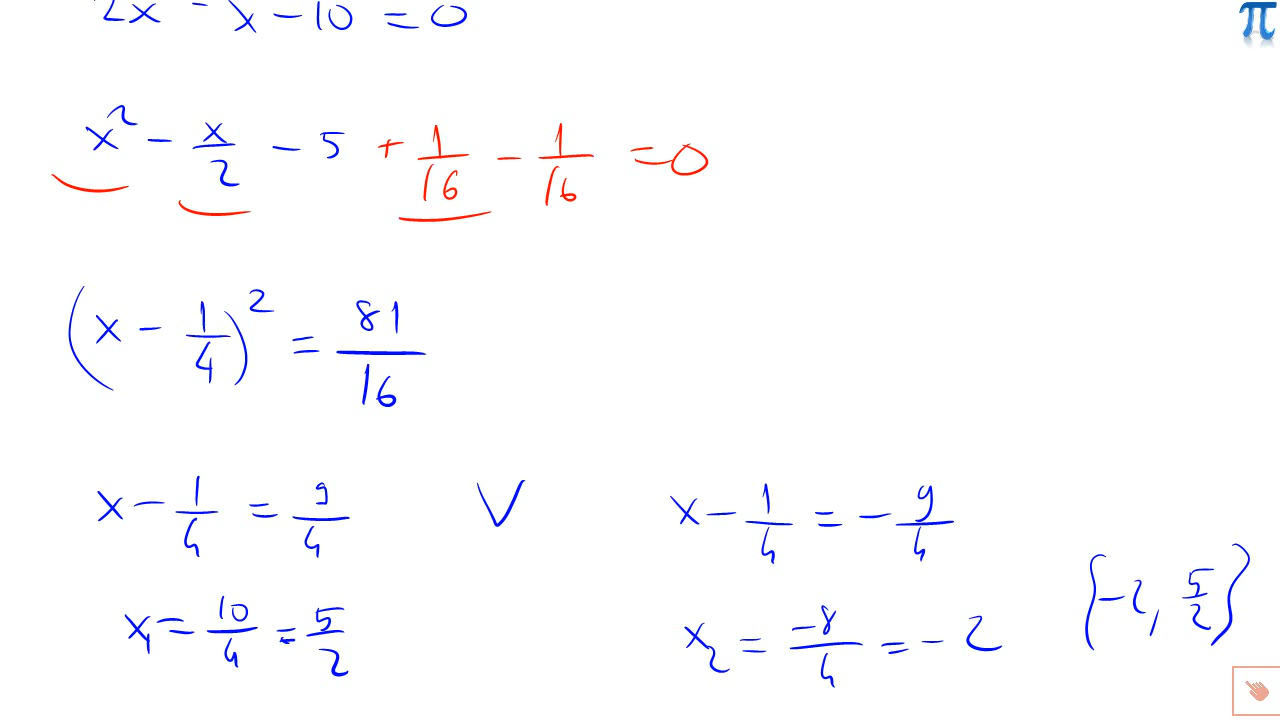 2x² - x - 10 = 0
x² - x/2 - 5 + 1/16 - 1/16 = 0
(x - 1/4)² = 81/16
x - 1/4 = 9/4 V x - 1/4 = -9/4
x₁ = 10/4 = 5/2 x₂ = -8/4 = -2 {-2, 5/2}
π